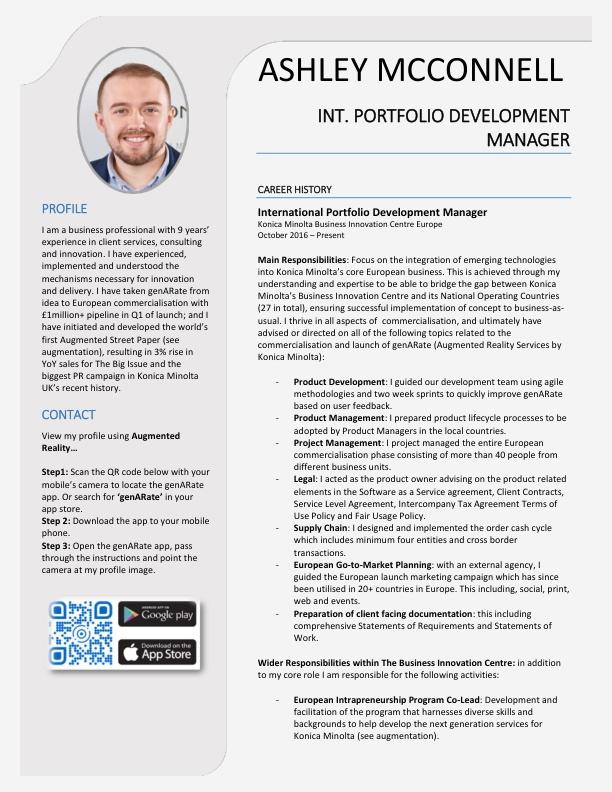 ASHLEY MCCONNELL
INT. PORTFOLIO DEVELOPMENT
MANAGER
PROFILE
I am a business professional with 9 years'
experience in client services, consulting
and innovation. I have experienced,
implemented and understood the
mechanisms necessary for innovation
and delivery. I have taken genARate from
idea to European commercialisation with
£1million+ pipeline in Q1 of launch; and I
have initiated and developed the world's
first Augmented Street Paper (see
augmentation), resulting in 3% rise in
YoY sales for The Big Issue and the
biggest PR campaign in Konica Minolta
UK's recent history.
CONTACT
View my profile using Augmented
Reality…
Step1: Scan the QR code below with your
mobile's camera to locate the genARate
app. Or search for 'genARate' in your
app store.
Step 2: Download the app to your mobile
phone.
Step 3: Open the genARate app, pass
through the instructions and point the
camera at my profile image.
ANDROID APP ON
Google play
Download on the
App Store
CAREER HISTORY
International Portfolio Development Manager
Konica Minolta Business Innovation Centre Europe
October 2016 – Present
Main Responsibilities: Focus on the integration of emerging technologies
into Konica Minolta's core European business. This is achieved through my
understanding and expertise to be able to bridge the gap between Konica
Minolta's Business Innovation Centre and its National Operating Countries
(27 in total), ensuring successful implementation of concept to business-as-
usual. I thrive in all aspects of commercialisation, and ultimately have
advised or directed on all of the following topics related to the
commercialisation and launch of genARate (Augmented Reality Services by
Konica Minolta):
- Product Development: I guided our development team using agile
methodologies and two week sprints to quickly improve genARate
based on user feedback.
- Product Management: I prepared product lifecycle processes to be
adopted by Product Managers in the local countries.
- Project Management: I project managed the entire European
commercialisation phase consisting of more than 40 people from
different business units.
- Legal: I acted as the product owner advising on the product related
elements in the Software as a Service agreement, Client Contracts,
Service Level Agreement, Intercompany Tax Agreement Terms of
Use Policy and Fair Usage Policy.
- Supply Chain: I designed and implemented the order cash cycle
which includes minimum four entities and cross border
transactions.
- European Go-to-Market Planning: with an external agency, I
guided the European launch marketing campaign which has since
been utilised in 20+ countries in Europe. This including, social, print,
web and events.
- Preparation of client facing documentation: this including
comprehensive Statements of Requirements and Statements of
Work.
Wider Responsibilities within The Business Innovation Centre: in addition
to my core role I am responsible for the following activities:
- European Intrapreneurship Program Co-Lead: Development and
facilitation of the program that harnesses diverse skills and
backgrounds to help develop the next generation services for
Konica Minolta (see augmentation).